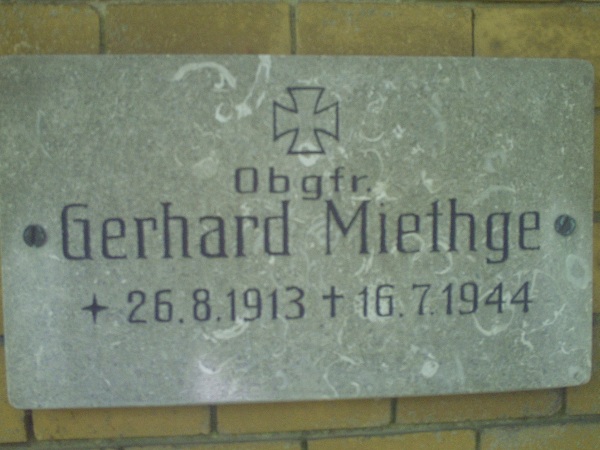 Obgfr.
Gerhard Miethge
✦ 26.8.1913 ✝ 16.7.1944